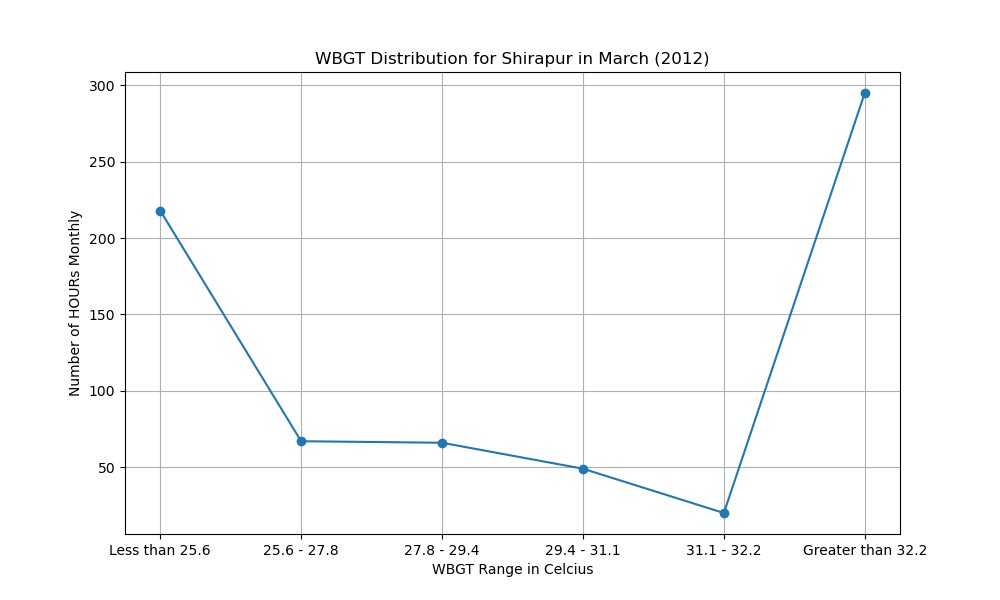 WBGT Distribution for Shirapur in March (2012)
Number of HOURs Monthly
300
250
200
150
100
50
Less than 25.6
25.6 - 27.8
27.8 - 29.4
29.4 - 31.1
31.1 - 32.2
Greater than 32.2
WBGT Range in Celcius